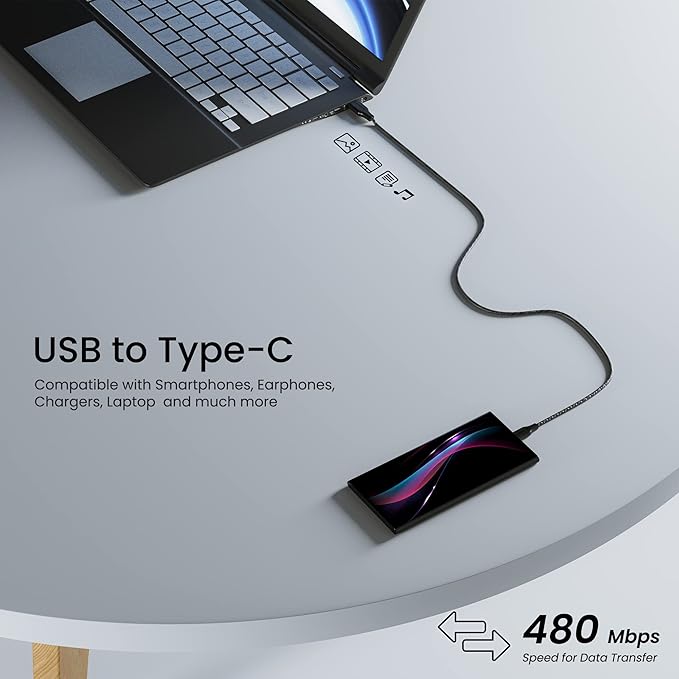 USB to Type-C
Compatible with Smartphones, Earphones,
Chargers, Laptop and much more
480 Mbps
Speed for Data Transfer